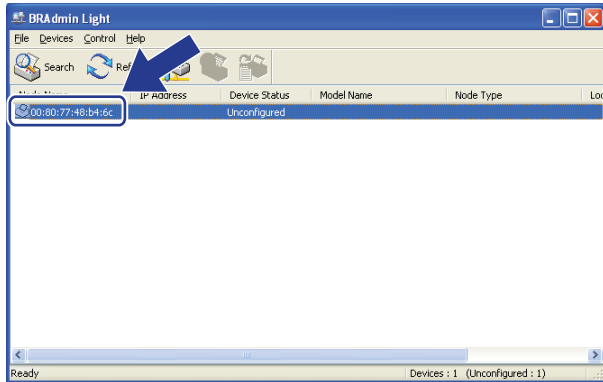 BRAdmin Light
File Devices Control Help
Search
IP Address Device Status Model Name Node Type
00:80:77:48:b4:6c Unconfigured
Ready Devices : 1 (Unconfigured : 1)